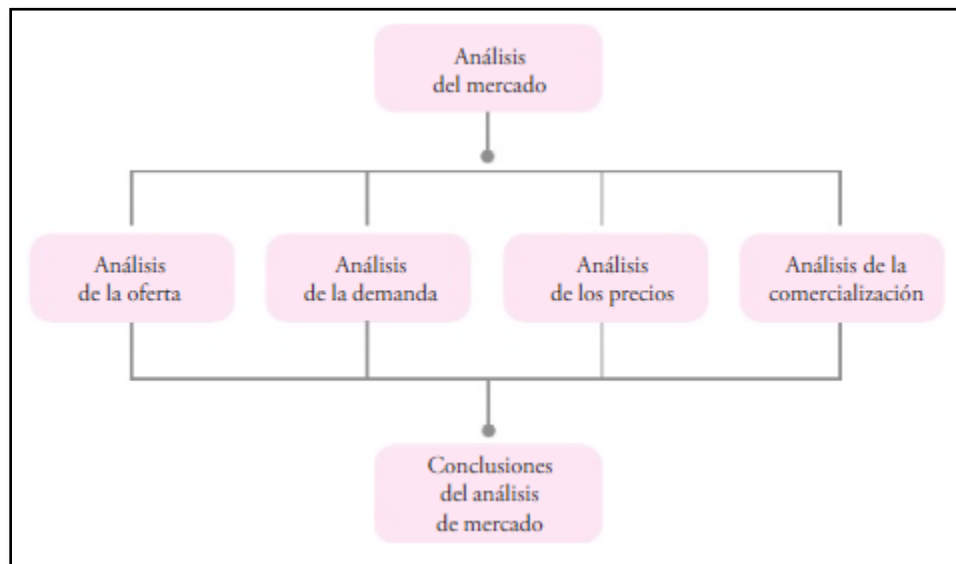 Análisis
del mercado
Análisis
de la oferta
Análisis
de la demanda
Análisis
de los precios
Análisis de la
comercialización
Conclusiones
del análisis
de mercado